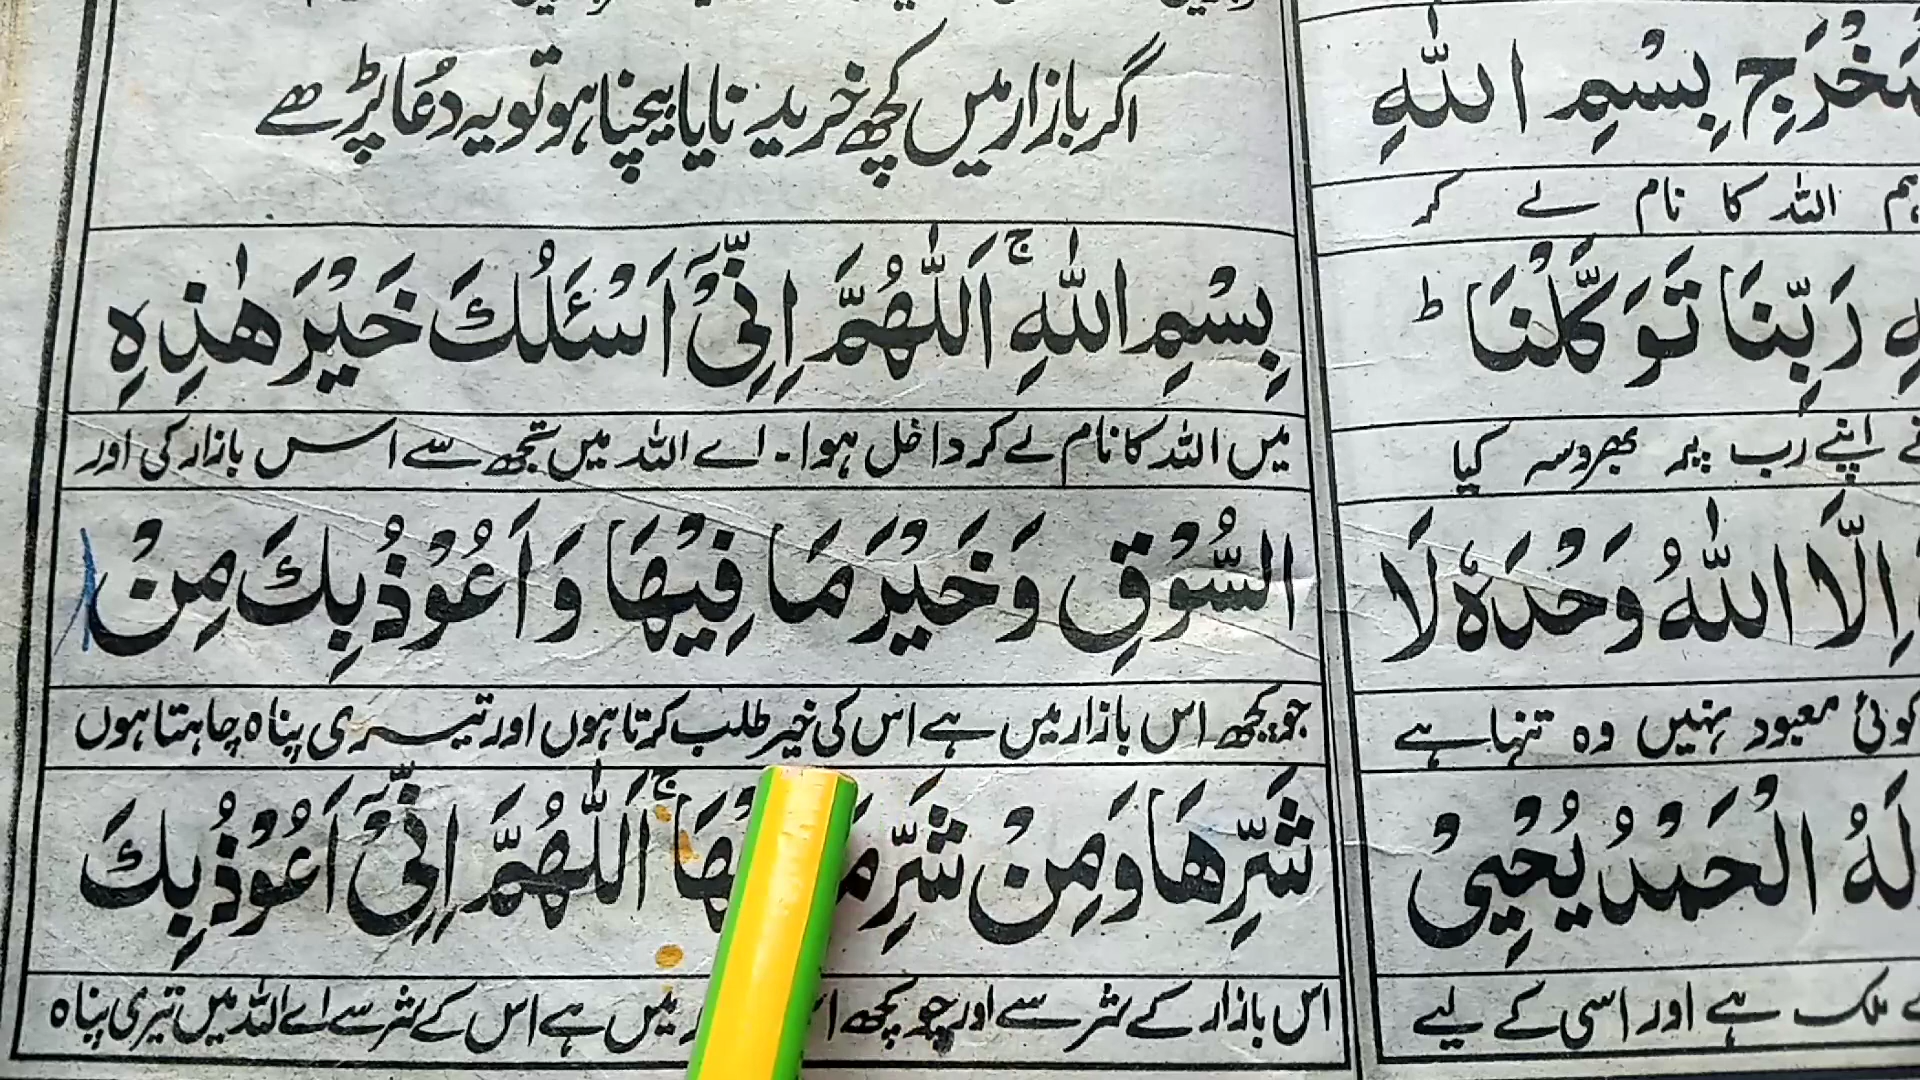 اگر بازار میں کچھ خریدنا یا بیچنا ہو تو یہ دُعا پڑھے
بِسْمِ اللّٰهِ ۚ اَللّٰهُمَّ اِنِّیْۤ اَسْئَلُكَ خَیْرَ هٰذِهِ
میں اللہ کا نام لے کر داخل ہوا۔ اے اللہ میں تجھ سے اس بازار کی اور
السُّوْقِ وَخَیْرَ مَا فِیْهَا وَاَعُوْذُ بِكَ مِنْ
جو کچھ اس بازار میں ہے اس کی خیر طلب کرتا ہوں اور تیری پناہ چاہتا ہوں
شَرِّهَا وَمِنْ شَرِّ اَللّٰهُمَّ اِنِّیْۤ اَعُوْذُ بِكَ
اس بازار کے شر سے اور جو کچھ میں ہے اس کے شر سے اے اللہ میں تیری پناہ
بِسْمِ اللّٰهِ
ہم اللہ کا نام لے کر
رَبِّنَا تَوَكَّلْنَا ؕ
اپنے رب پر بھروسہ کیا
اِلَّا اللّٰهُ وَحْدَهٗ لَا
کوئی معبود نہیں وہ تنہا ہے
لَهُ الْحَمْدُ یُحْیِیْ
ملک ہے اور اسی کے لیے